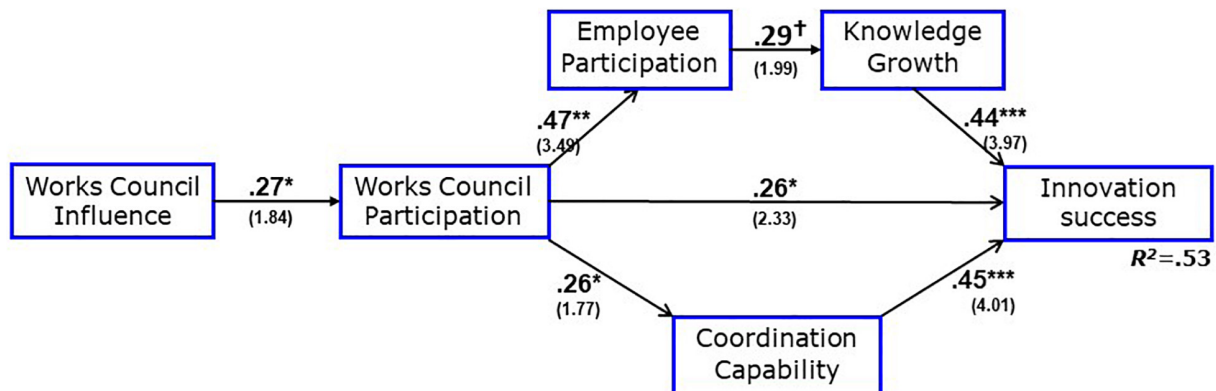 Employee
Participation
.29†
(1.99)
Knowledge
Growth
.47**
(3.49)
.44***
(3.97)
Works Council
Influence
.27*
(1.84)
Works Council
Participation
.26*
(2.33)
Innovation
success
R²=.53
.26*
(1.77)
.45***
(4.01)
Coordination
Capability